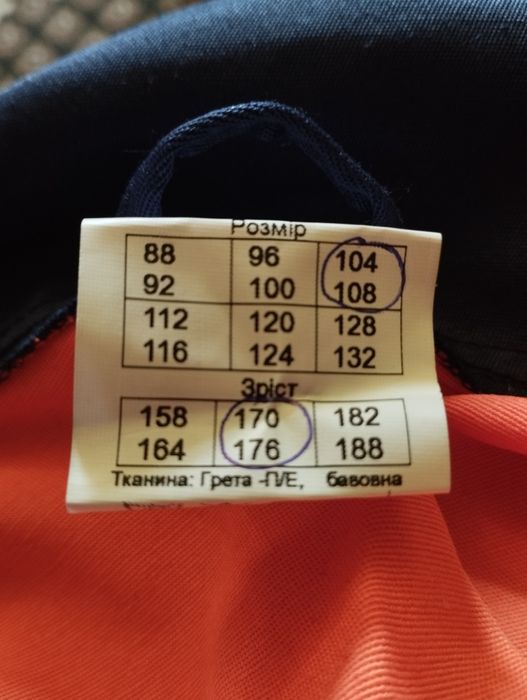 Розмір
88 96 104
92 100 108
112 120 128
116 124 132
Зріст
158 170 182
164 176 188
Тканина: Грета -П/Е, бавовна